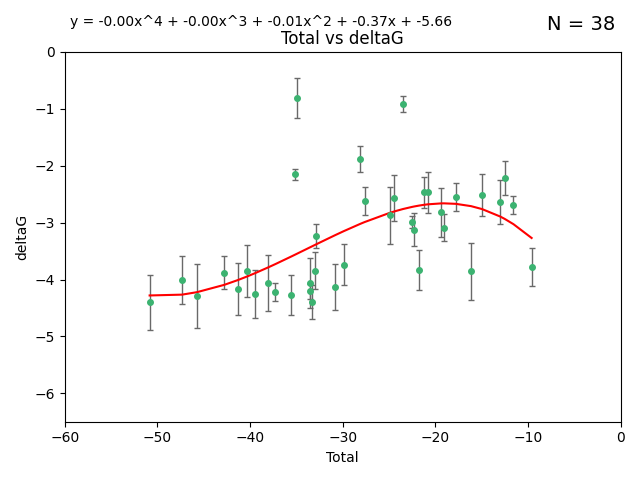 y = -0.00x^4 + -0.00x^3 + -0.01x^2 + -0.37x + -5.66
N = 38
Total vs deltaG
0
−1
−2
−3
−4
−5
−6
deltaG
−60 −50 −40 −30 −20 −10 0
Total